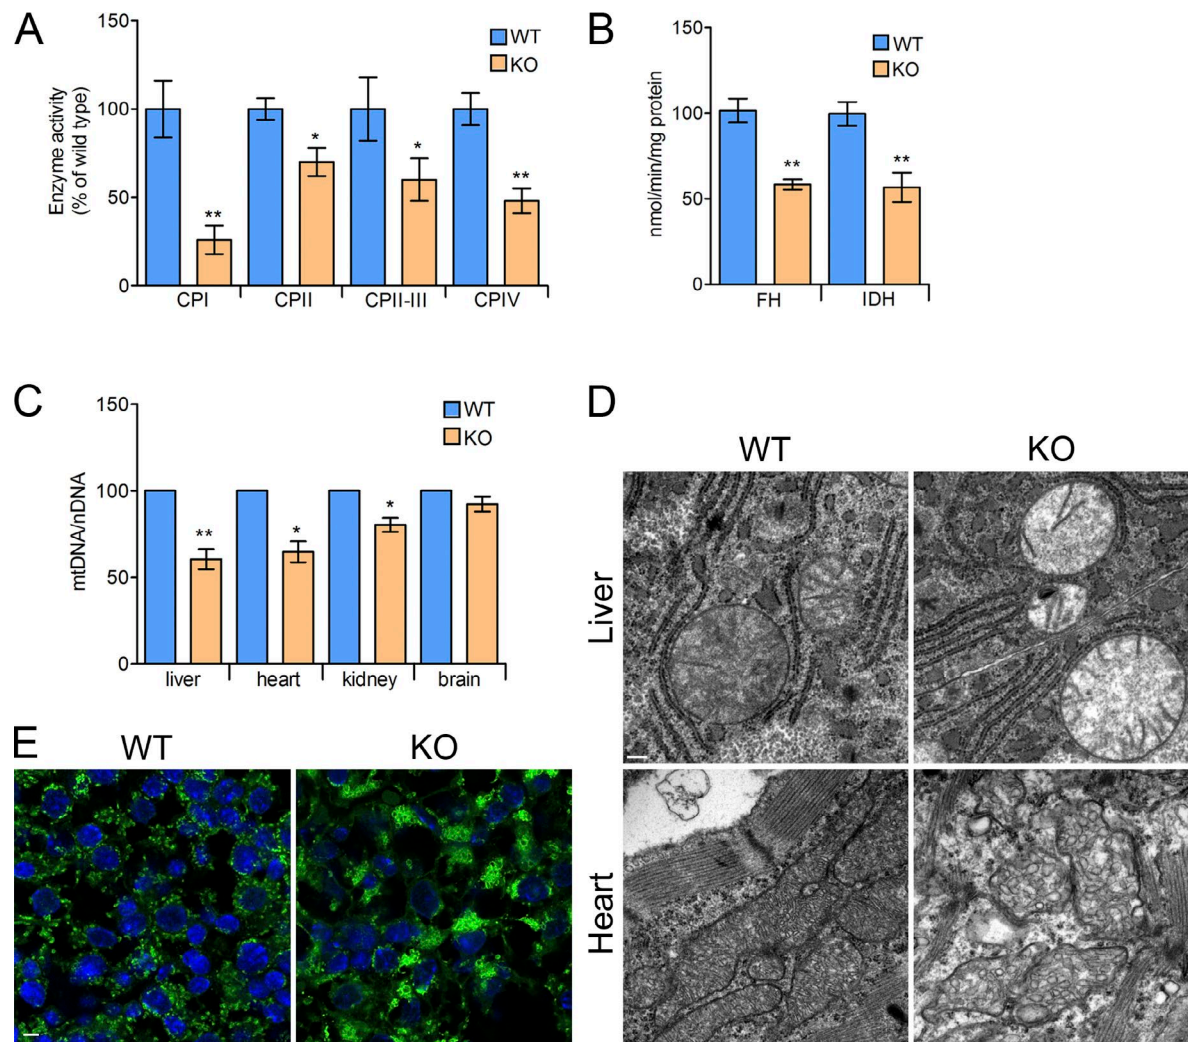 A
150
100
50
0
Enzyme activity
(% of wild type)
WT
KO
**
*
*
**
CPI
CPII
CPII-III
CPIV
B
150
100
50
0
nmol/min/mg protein
WT
KO
**
**
FH
IDH
C
150
100
50
0
mtDNA/nDNA
WT
KO
**
*
*
liver
heart
kidney
brain
D
WT
KO
Liver
Heart
E
WT
KO